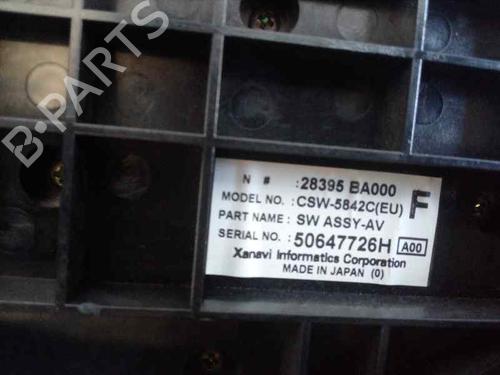 B-PARTS
N # : 28395 BA000
MODEL NO. : CSW-5842C(EU) F
PART NAME : SW ASSY-AV
SERIAL NO. : 50647726H A00
Xanavi Informatics Corporation
MADE IN JAPAN (0)